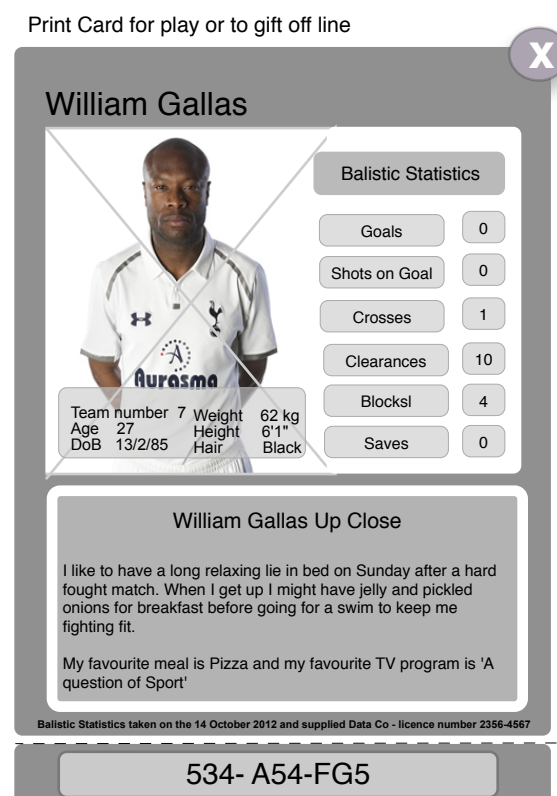 Print Card for play or to gift off line
X
William Gallas
Aurasma
Team number 7
Age 27
DoB 13/2/85
Weight 62 kg
Height 6'1"
Hair Black
Balistic Statistics
Goals 0
Shots on Goal 0
Crosses 1
Clearances 10
Blocksl 4
Saves 0
William Gallas Up Close
I like to have a long relaxing lie in bed on Sunday after a hard
fought match. When I get up I might have jelly and pickled
onions for breakfast before going for a swim to keep me
fighting fit.
My favourite meal is Pizza and my favourite TV program is 'A
question of Sport'
Balistic Statistics taken on the 14 October 2012 and supplied Data Co - licence number 2356-4567
534- A54-FG5